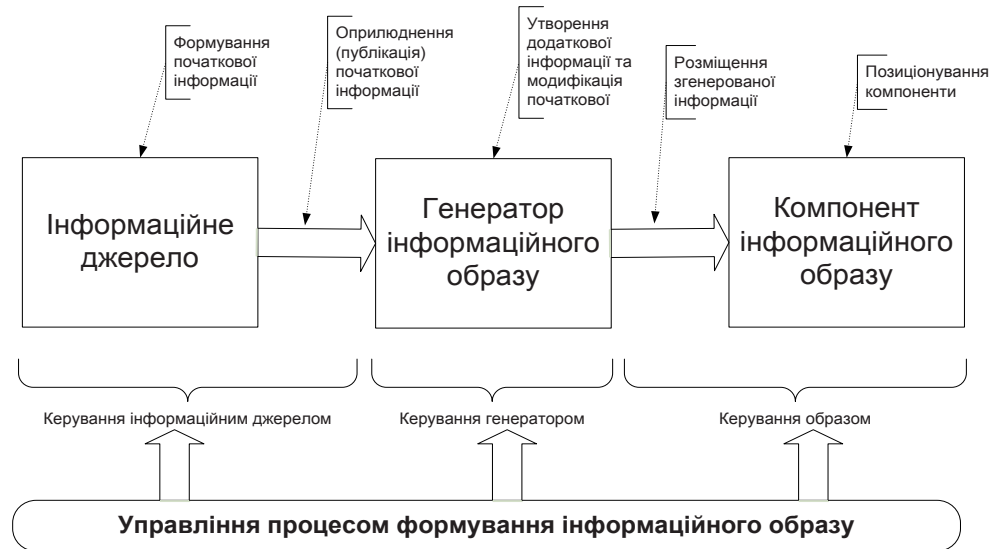 Формування
початкової
інформації
Оприлюднення
(публікація)
початкової
інформації
Утворення
додаткової
інформації та
модифікація
початкової
Розміщення
згенерованої
інформації
Позиціонування
компоненти
Інформаційне
джерело
Генератор
інформаційного
образу
Компонент
інформаційного
образу
Керування інформаційним джерелом
Керування генератором
Керування образом
Управління процесом формування інформаційного образу